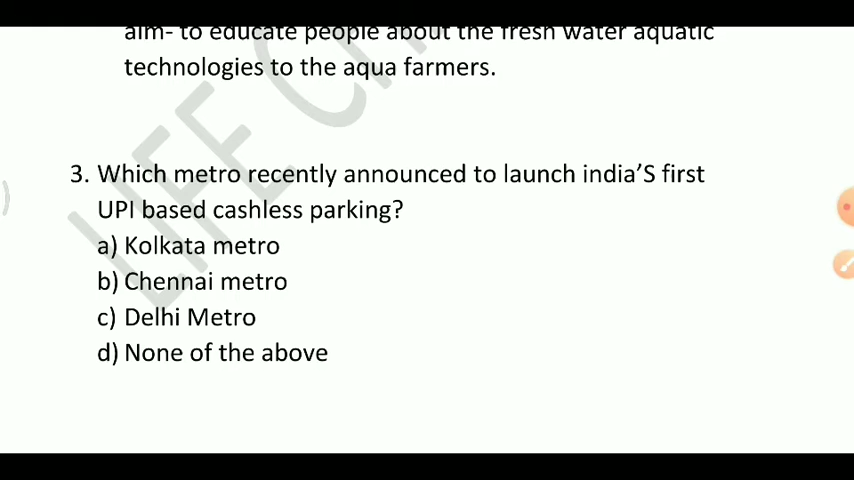 aim- to educate people about the fresh water aquatic
technologies to the aqua farmers.
3. Which metro recently announced to launch india'S first
UPI based cashless parking?
a) Kolkata metro
b) Chennai metro
c) Delhi Metro
d) None of the above